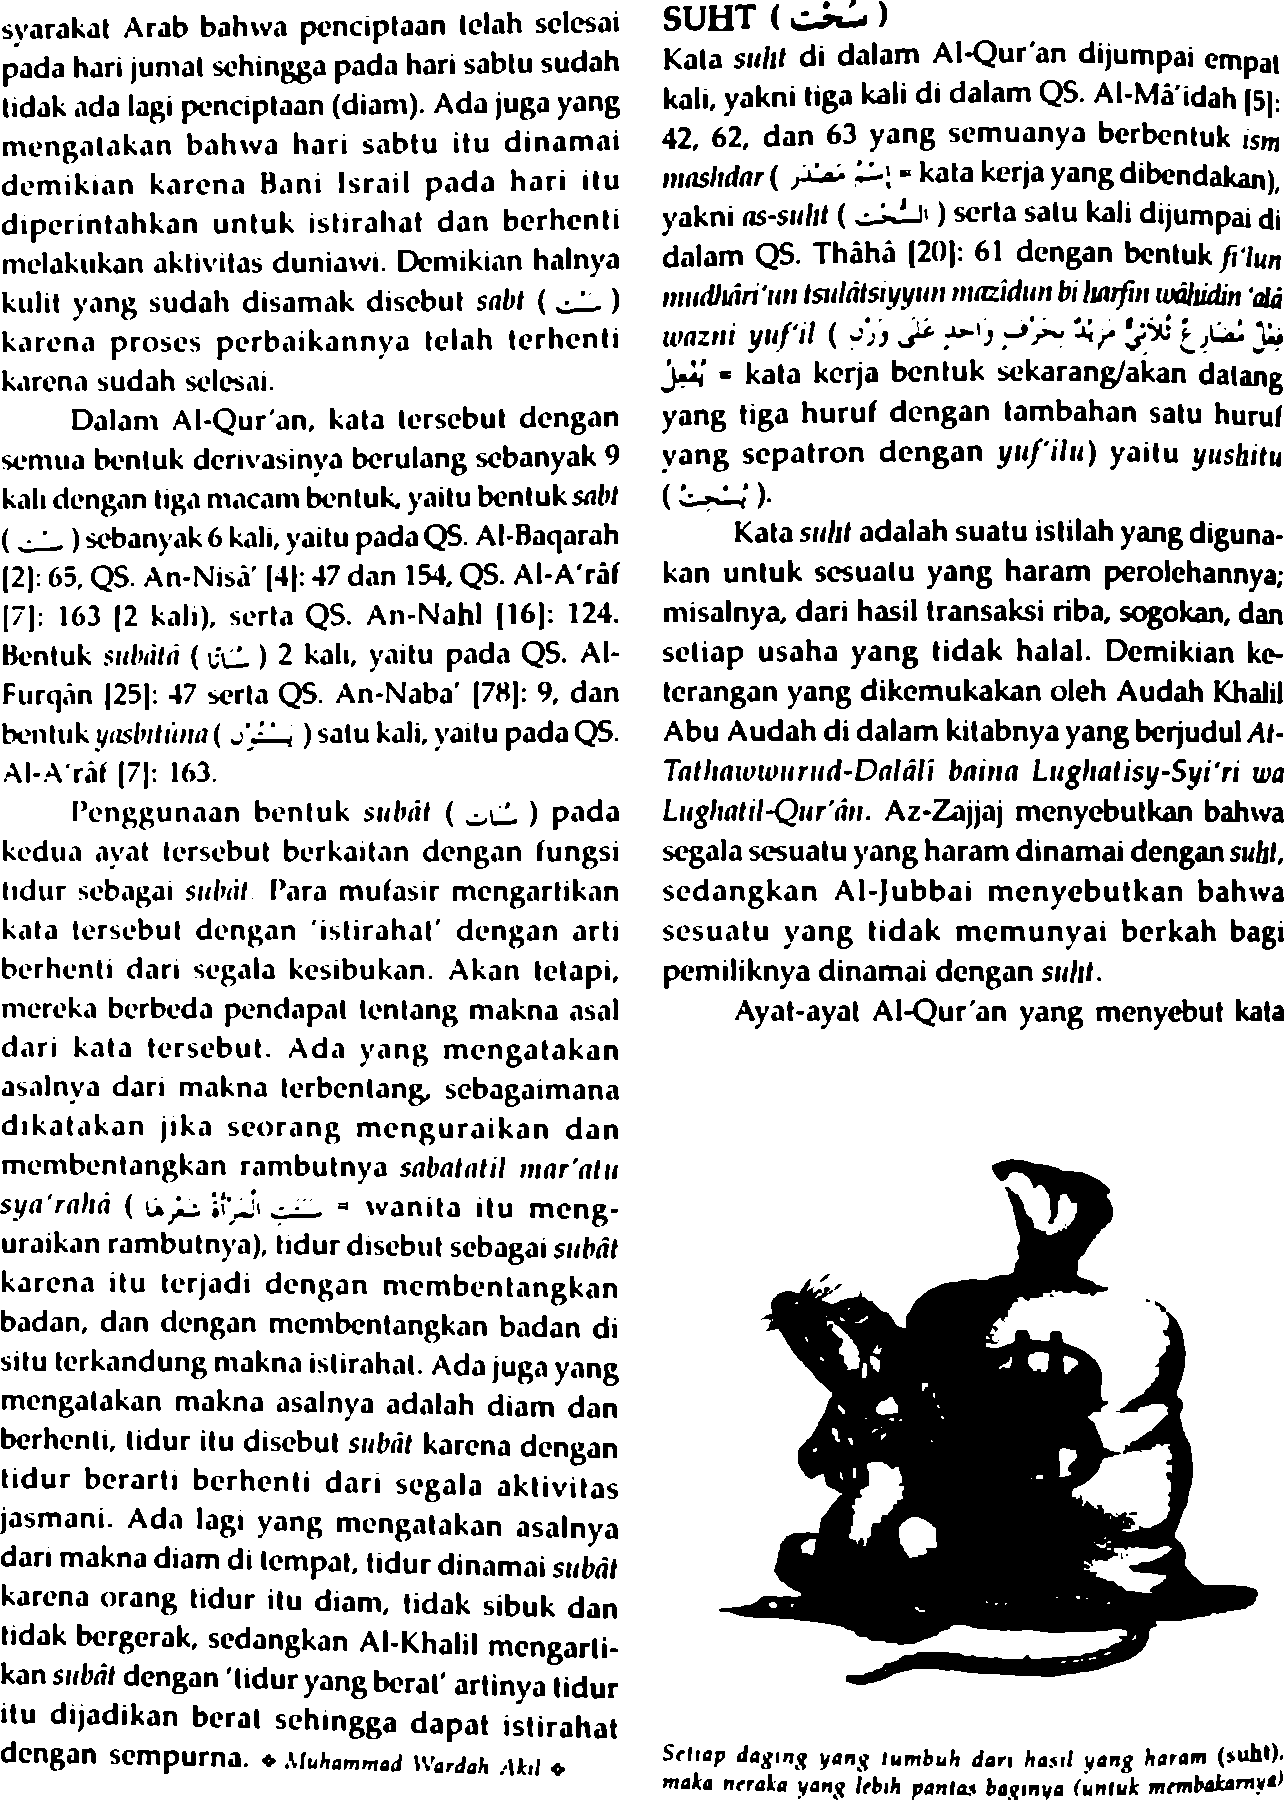 syarakat Arab bahwa penciptaan telah selesai
pada hari jumat sehingga pada hari sabtu sudah
tidak ada lagi penciptaan (diam). Ada juga yang
mengatakan bahwa hari sabtu itu dinamai
demikian karena Bani Israil pada hari itu
diperintahkan untuk istirahat dan berhenti
melakukan aktivitas duniawi. Demikian halnya
kulit yang sudah disamak disebut sabt ( سبت )
karena proses perbaikannya telah terhenti
karena sudah selesai.
Dalam Al-Qur'an, kata tersebut dengan
semua bentuk derivasinya berulang sebanyak 9
kali dengan tiga macam bentuk, yaitu bentuk sabt
( سبت ) sebanyak 6 kali, yaitu pada QS. Al-Baqarah
[2]: 65, QS. An-Nisâ' [4]: 47 dan 154, QS. Al-A'râf
[7]: 163 [2 kali), serta QS. An-Nahl [16]: 124.
Bentuk subâtâ ( سُبَاتًا ) 2 kali, yaitu pada QS. Al-
Furqân [25]: 47 serta QS. An-Naba' [78]: 9, dan
bentuk yasbitûna ( يَسْبِتُوْنَ ) satu kali, yaitu pada QS.
Al-A'râf [7]: 163.
Penggunaan bentuk subât ( سُبَات ) pada
kedua ayat tersebut berkaitan dengan fungsi
tidur sebagai subât. Para mufasir mengartikan
kata tersebut dengan 'istirahat' dengan arti
berhenti dari segala kesibukan. Akan tetapi,
mereka berbeda pendapat tentang makna asal
dari kata tersebut. Ada yang mengatakan
asalnya dari makna terbentang, sebagaimana
dikatakan jika seorang menguraikan dan
membentangkan rambutnya sabatatil mar'atu
sya'rahâ ( سَبَتَتِ الْمَرْأَةُ شَعْرَهَا = wanita itu meng-
uraikan rambutnya), tidur disebut sebagai subât
karena itu terjadi dengan membentangkan
badan, dan dengan membentangkan badan di
situ terkandung makna istirahat. Ada juga yang
mengatakan makna asalnya adalah diam dan
berhenti, tidur itu disebut subât karena dengan
tidur berarti berhenti dari segala aktivitas
jasmani. Ada lagi yang mengatakan asalnya
dari makna diam di tempat, tidur dinamai subât
karena orang tidur itu diam, tidak sibuk dan
tidak bergerak, sedangkan Al-Khalil mengarti-
kan subât dengan 'tidur yang berat' artinya tidur
itu dijadikan berat sehingga dapat istirahat
dengan sempurna. ❖ Muhammad Wardah Akil ❖
SUHT ( سُحْت )
Kata suht di dalam Al-Qur'an dijumpai empat
kali, yakni tiga kali di dalam QS. Al-Mâ'idah [5]:
42, 62, dan 63 yang semuanya berbentuk ism
mashdar ( اِسْمُ مَصْدَر = kata kerja yang dibendakan),
yakni as-suht ( السُّحْت ) serta satu kali dijumpai di
dalam QS. Thâhâ [20]: 61 dengan bentuk fi'lun
mudhâri'un tsulâtsiyyun mazîdun bi harfin wâhidin 'alâ
wazni yuf'il ( فِعْلٌ مُضَارِعٌ ثُلَاثِيٌّ مَزِيْدٌ بِحَرْفٍ وَاحِدٍ عَلَى وَزْنِ
يُفْعِلُ = kata kerja bentuk sekarang/akan datang
yang tiga huruf dengan tambahan satu huruf
yang sepatron dengan yuf'ilu) yaitu yushitu
( يُسْحِتُ ).
Kata suht adalah suatu istilah yang diguna-
kan untuk sesuatu yang haram perolehannya;
misalnya, dari hasil transaksi riba, sogokan, dan
setiap usaha yang tidak halal. Demikian ke-
terangan yang dikemukakan oleh Audah Khalil
Abu Audah di dalam kitabnya yang berjudul At-
Tathawwurud-Dalâlî baina Lughatisy-Syi'ri wa
Lughatil-Qur'ân. Az-Zajjaj menyebutkan bahwa
segala sesuatu yang haram dinamai dengan suht,
sedangkan Al-Jubbai menyebutkan bahwa
sesuatu yang tidak memunyai berkah bagi
pemiliknya dinamai dengan suht.
Ayat-ayat Al-Qur'an yang menyebut kata
Setiap daging yang tumbuh dari hasil yang haram (suht),
maka neraka yang lebih pantas baginya (untuk membakarnya)